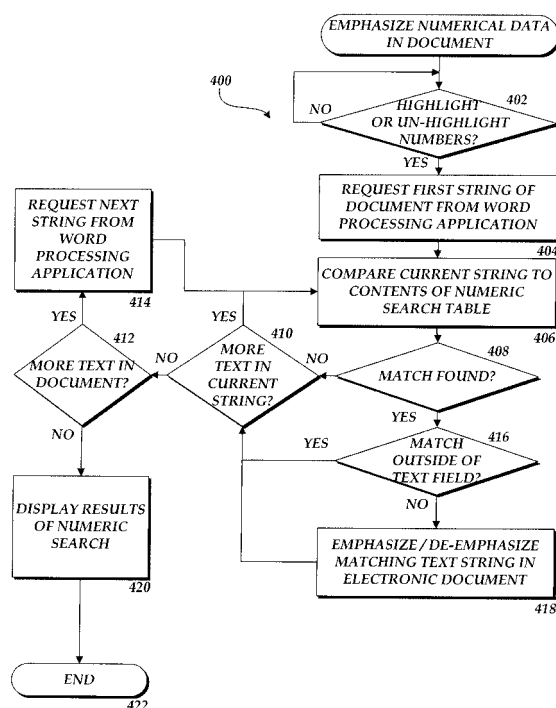 EMPHASIZE NUMERICAL DATA
IN DOCUMENT
400
402
NO
HIGHLIGHT
OR UN-HIGHLIGHT
NUMBERS?
YES
REQUEST FIRST STRING OF
DOCUMENT FROM WORD
PROCESSING APPLICATION
404
COMPARE CURRENT STRING TO
CONTENTS OF NUMERIC
SEARCH TABLE
406
408
MATCH FOUND?
NO
YES
416
MATCH
OUTSIDE OF
TEXT FIELD?
YES
NO
EMPHASIZE / DE-EMPHASIZE
MATCHING TEXT STRING IN
ELECTRONIC DOCUMENT
418
YES
410
MORE
TEXT IN
CURRENT
STRING?
NO
REQUEST NEXT
STRING FROM
WORD
PROCESSING
APPLICATION
414
YES
412
MORE TEXT IN
DOCUMENT?
NO
DISPLAY RESULTS
OF NUMERIC
SEARCH
420
END
422